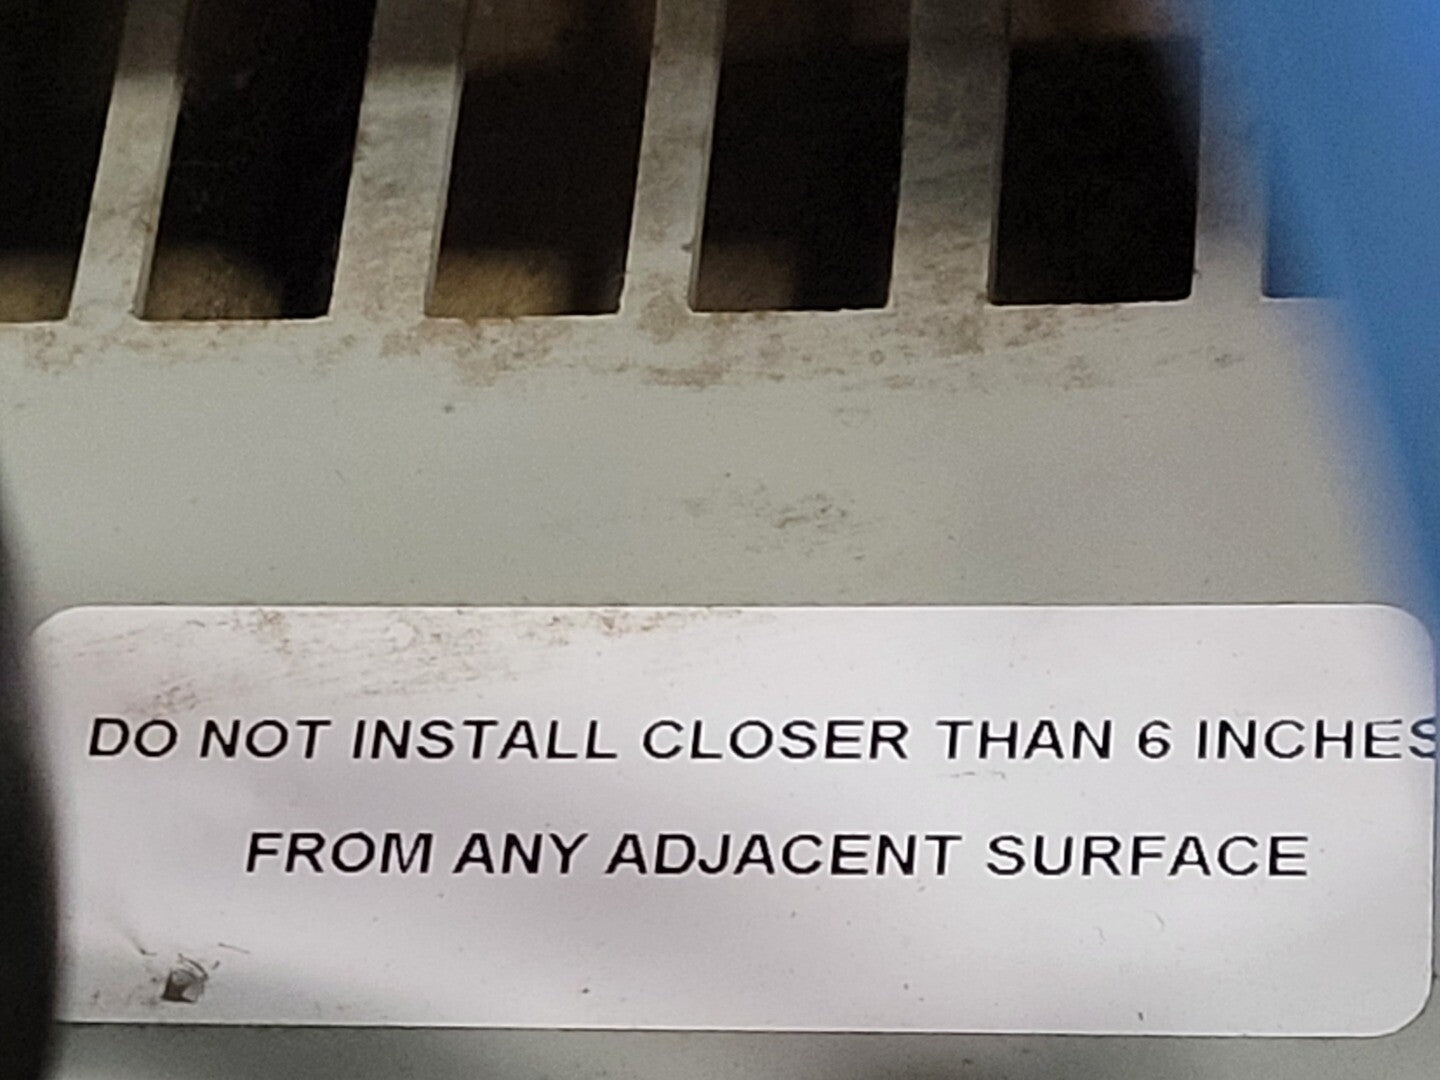 DO NOT INSTALL CLOSER THAN 6 INCHES
FROM ANY ADJACENT SURFACE